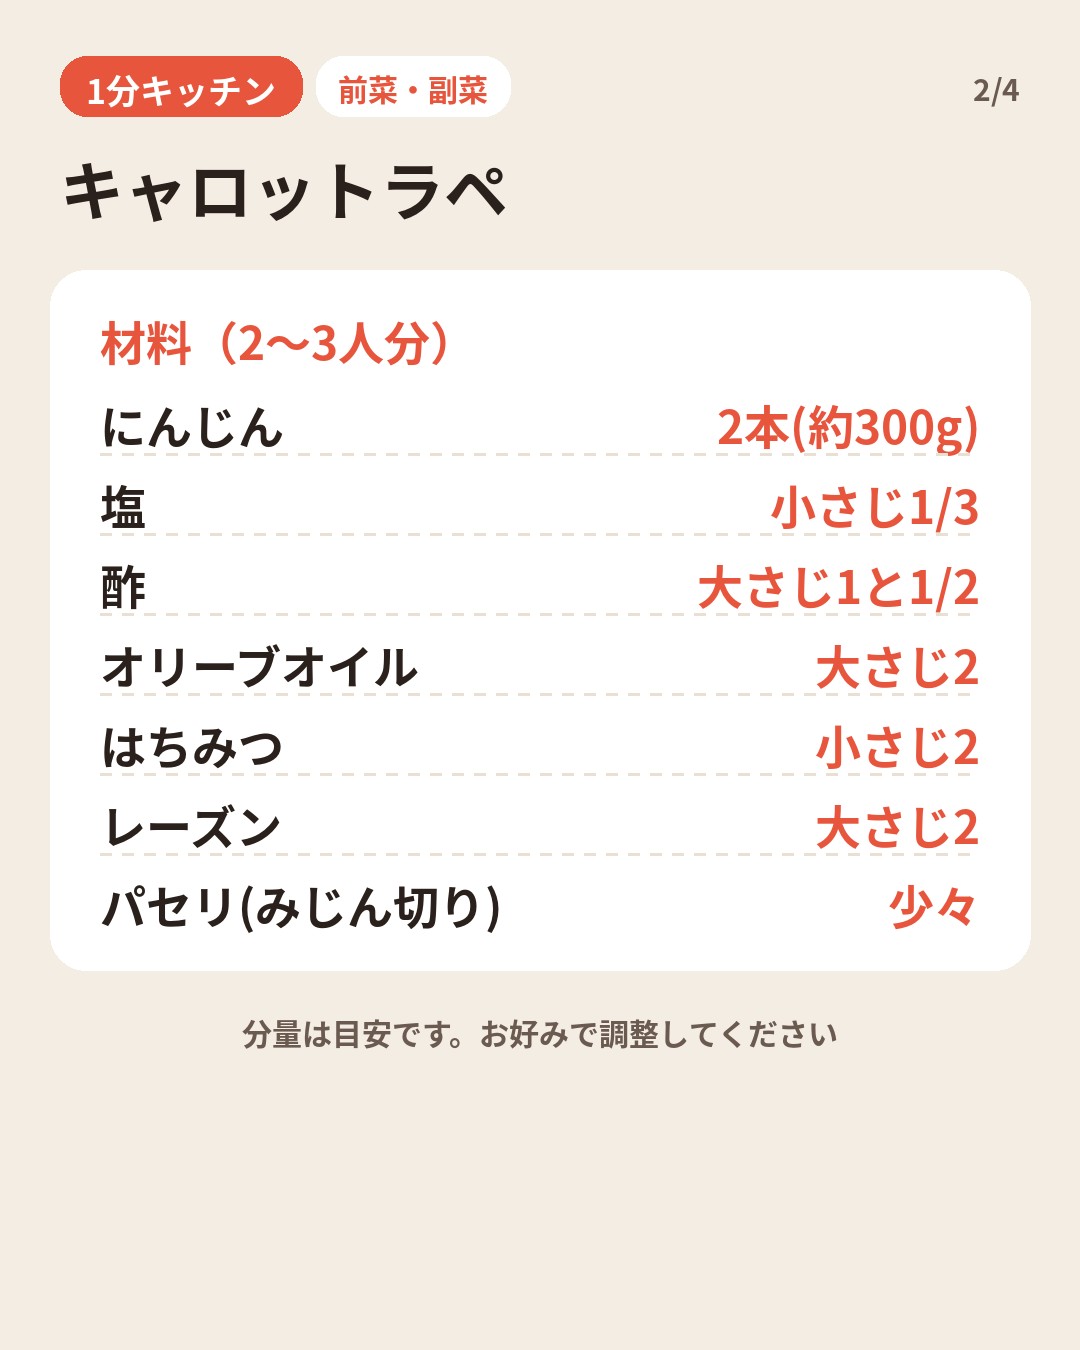 1分キッチン 前菜・副菜 2/4
キャロットラペ
材料（2〜3人分）
にんじん 2本(約300g)
塩 小さじ1/3
酢 大さじ1と1/2
オリーブオイル 大さじ2
はちみつ 小さじ2
レーズン 大さじ2
パセリ(みじん切り) 少々
分量は目安です。お好みで調整してください